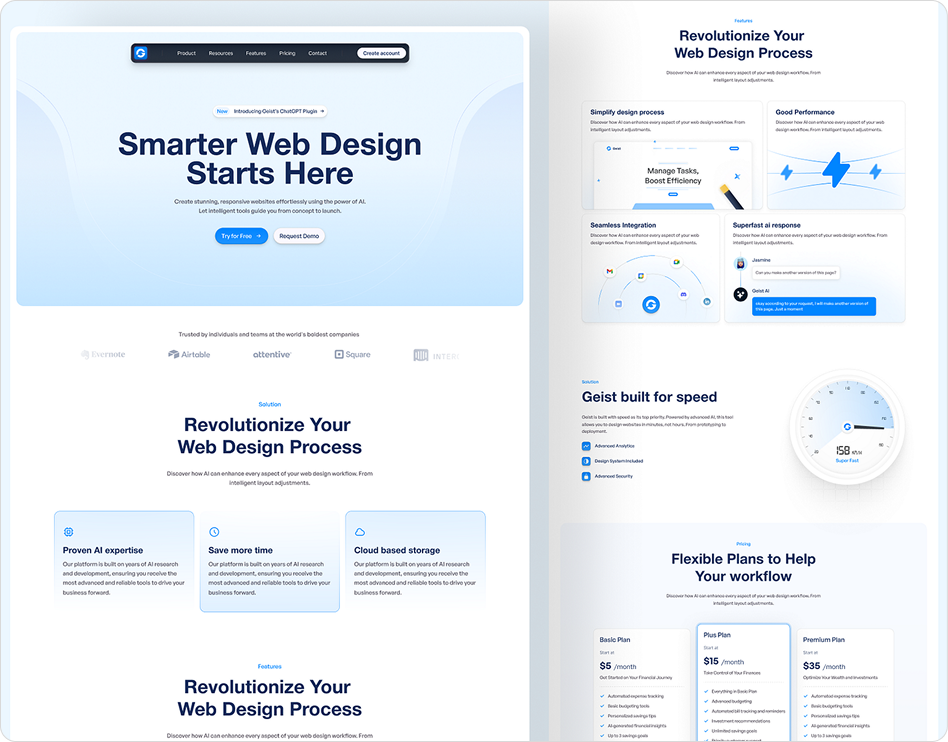 Product Resources Features Pricing Contact Create account
New Introducing Geist's ChatGPT Plugin →
Smarter Web Design
Starts Here
Create stunning, responsive websites effortlessly using the power of AI.
Let intelligent tools guide you from concept to launch.
Try for Free → Request Demo
Trusted by individuals and teams at the world's boldest companies
Evernote Airtable attentive Square INTER
Solution
Revolutionize Your
Web Design Process
Discover how AI can enhance every aspect of your web design workflow. From
intelligent layout adjustments.
Proven AI expertise
Our platform is built on years of AI research
and development, ensuring you receive the
most advanced and reliable tools to drive your
business forward.
Save more time
Our platform is built on years of AI research
and development, ensuring you receive the
most advanced and reliable tools to drive your
business forward.
Cloud based storage
Our platform is built on years of AI research
and development, ensuring you receive the
most advanced and reliable tools to drive your
business forward.
Features
Revolutionize Your
Web Design Process
Discover how AI can enhance every aspect of your web design workflow. From
Features
Revolutionize Your
Web Design Process
Discover how AI can enhance every aspect of your web design workflow. From
intelligent layout adjustments.
Simplify design process
Discover how AI can enhance every aspect of your web design workflow. From
intelligent layout adjustments.
Geist
Manage Tasks,
Boost Efficiency
Good Performance
Discover how AI can enhance every aspect of your web
design workflow. From intelligent layout adjustments.
Seamless Integration
Discover how AI can enhance every aspect of your web
design workflow. From intelligent layout adjustments.
Superfast ai response
Discover how AI can enhance every aspect of your web design workflow. From
intelligent layout adjustments.
Jasmine
Can you make another version of this page?
Geist AI
okay according to your request, I will make another version of
this page. Just a moment
Solution
Geist built for speed
Geist is built with speed as its top priority. Powered by advanced AI, this tool
allows you to design websites in minutes, not hours. From prototyping to
deployment.
Advanced Analytics
Design System Included
Advanced Security
158 KM/H
Super Fast
Pricing
Flexible Plans to Help
Your workflow
Discover how AI can enhance every aspect of your web design workflow. From
intelligent layout adjustments.
Basic Plan
Start at
$5 /month
Get Started on Your Financial Journey
Automated expense tracking
Basic budgeting tools
Personalized savings tips
AI-generated financial insights
Up to 3 savings goals
Plus Plan
Start at
$15 /month
Take Control of Your Finances
Everything in Basic Plan
Advanced budgeting
Automated bill tracking and reminders
Investment recommendations
Unlimited savings goals
Premium Plan
Start at
$35 /month
Optimize Your Wealth and Investments
Automated expense tracking
Basic budgeting tools
Personalized savings tips
AI-generated financial insights
Up to 3 savings goals